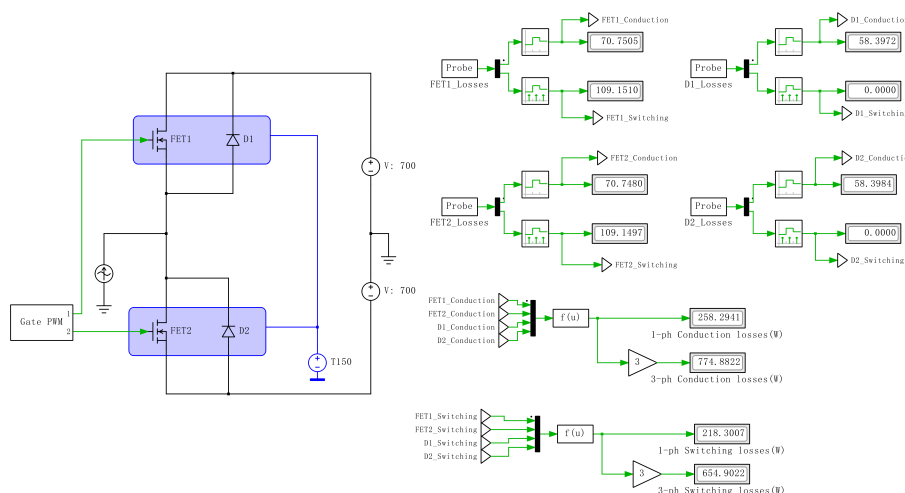 FET1
D1
V: 700
V: 700
Gate PWM
1
2
FET2
D2
T150
Probe
FET1_Losses
FET1_Conduction
70.7505
109.1510
FET1_Switching
Probe
D1_Losses
D1_Conduction
58.3972
0.0000
D1_Switching
Probe
FET2_Losses
FET2_Conduction
70.7480
109.1497
FET2_Switching
Probe
D2_Losses
D2_Conducti
58.3984
0.0000
D2_Switching
FET1_Conduction
FET2_Conduction
D1_Conduction
D2_Conduction
f(u)
258.2941
1-ph Conduction losses(W)
3
774.8822
3-ph Conduction losses(W)
FET1_Switching
FET2_Switching
D1_Switching
D2_Switching
f(u)
218.3007
1-ph Switching losses(W)
3
654.9022
3-ph Switching losses(W)